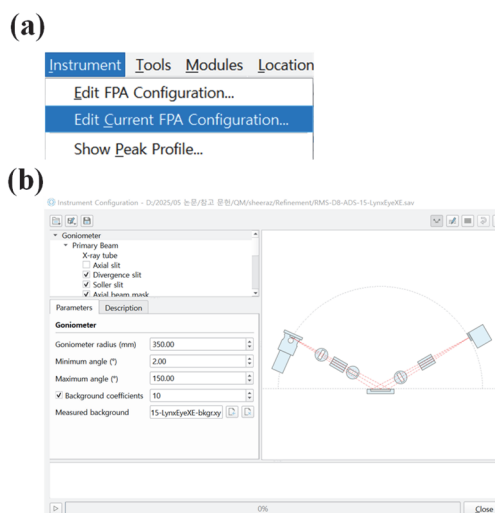 (a)
Instrument Tools Modules Location
Edit FPA Configuration...
Edit Current FPA Configuration...
Show Peak Profile...
(b)
Instrument Configuration - D:/2025/05 논문/참고 문헌/QM/sheeraz/Refinement/RMS-D8-ADS-15-LynxEyeXE.sav
Goniometer
Primary Beam
X-ray tube
Axial slit
Divergence slit
Soller slit
Axial beam mask
Parameters Description
Goniometer
Goniometer radius (mm) 350.00
Minimum angle (°) 2.00
Maximum angle (°) 150.00
Background coefficients 10
Measured background 15-LynxEyeXE-bkgr.xy
0%
Close